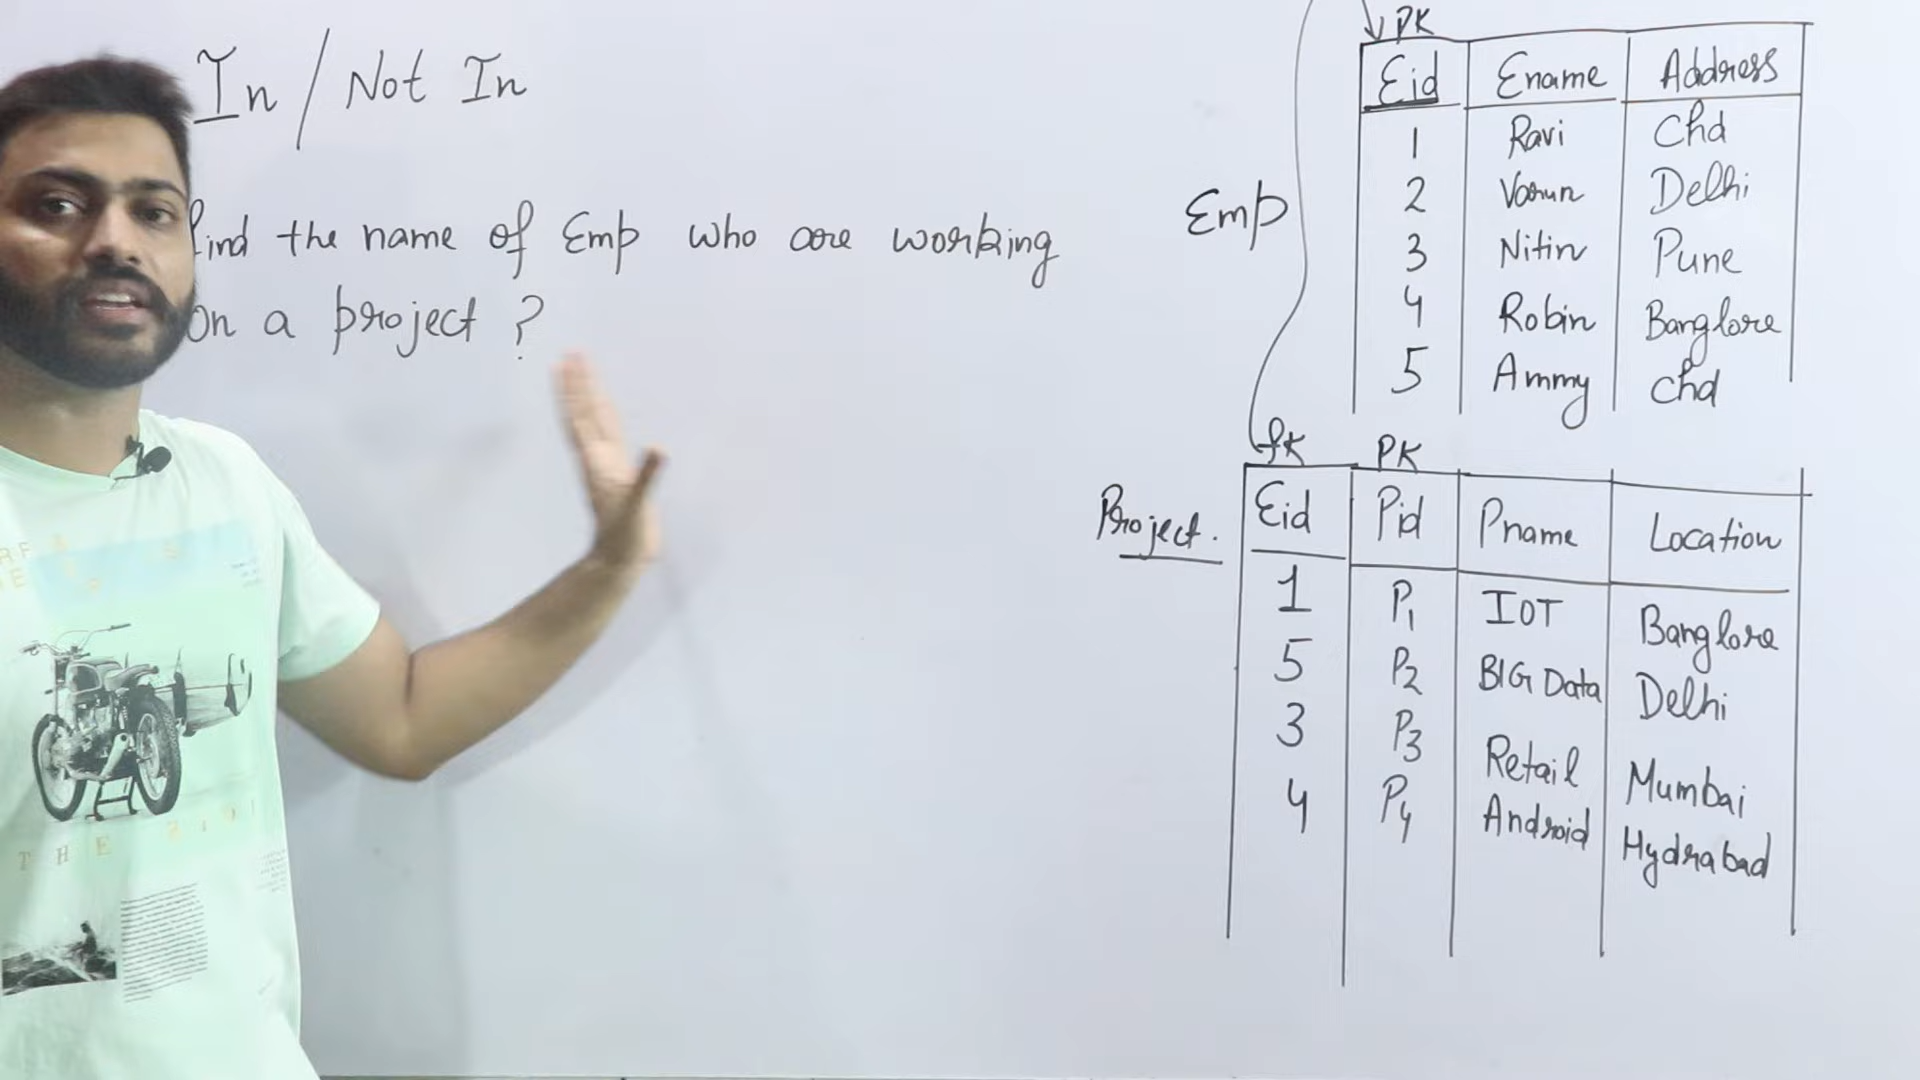 In / Not In
find the name of Emp who are working
on a project ?
PK
Eid Ename Address
1 Ravi Chd
2 Varun Delhi
Emp
3 Nitin Pune
4 Robin Banglore
5 Ammy Chd
fK PK
Project. Eid Pid Pname Location
1 P1 IOT Banglore
5 P2 BIG Data Delhi
3 P3 Retail Mumbai
4 P4 Android Hydrabad
THE